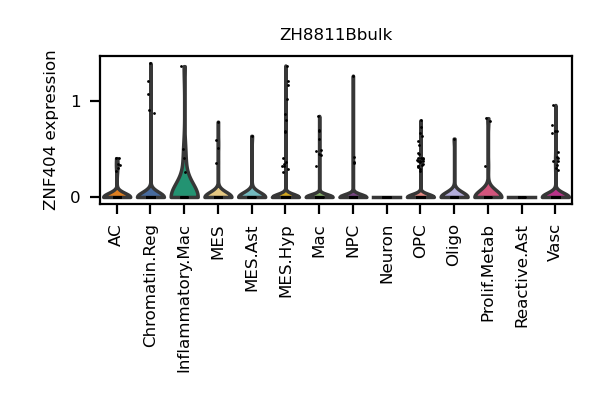 ZH8811Bbulk
ZNF404 expression
1
0
AC
Chromatin.Reg
Inflammatory.Mac
MES
MES.Ast
MES.Hyp
Mac
NPC
Neuron
OPC
Oligo
Prolif.Metab
Reactive.Ast
Vasc